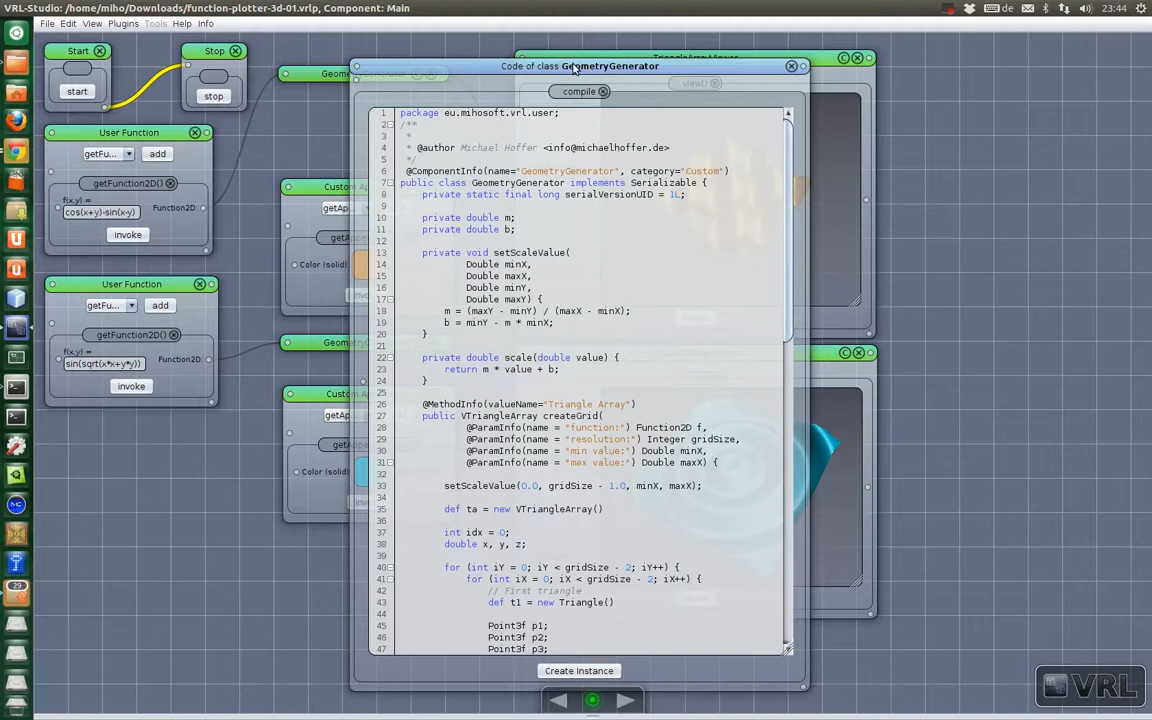 VRL-Studio: /home/miho/Downloads/function-plotter-3d-01.vrlp, Component: Main
de
23:44
File Edit View Plugins Tools Help Info
Start
start
Stop
stop
User Function
getFu...
add
getFunction2D()
f(x,y) =
cos(x+y)-sin(x-y)
Function2D:
invoke
User Function
getFu...
add
getFunction2D()
f(x,y) =
sin(sqrt(x*x+y*y))
Function2D:
invoke
Color (solid):
Color (solid):
view()
Code of class GeometryGenerator
compile
1 package eu.mihosoft.vrl.user;
2 /**
3 *
4 * @author Michael Hoffer <info@michaelhoffer.de>
5 */
6 @ComponentInfo(name="GeometryGenerator", category="Custom")
7 public class GeometryGenerator implements Serializable {
8 private static final long serialVersionUID = 1L;
9
10 private double m;
11 private double b;
12
13 private void setScaleValue(
14 Double minX,
15 Double maxX,
16 Double minY,
17 Double maxY) {
18 m = (maxY - minY) / (maxX - minX);
19 b = minY - m * minX;
20 }
21
22 private double scale(double value) {
23 return m * value + b;
24 }
25
26 @MethodInfo(valueName="Triangle Array")
27 public VTriangleArray createGrid(
28 @ParamInfo(name = "function:") Function2D f,
29 @ParamInfo(name = "resolution:") Integer gridSize,
30 @ParamInfo(name = "min value:") Double minX,
31 @ParamInfo(name = "max value:") Double maxX) {
32
33 setScaleValue(0.0, gridSize - 1.0, minX, maxX);
34
35 def ta = new VTriangleArray()
36
37 int idx = 0;
38 double x, y, z;
39
40 for (int iY = 0; iY < gridSize - 2; iY++) {
41 for (int iX = 0; iX < gridSize - 2; iX++) {
42 // First triangle
43 def t1 = new Triangle()
44
45 Point3f p1;
46 Point3f p2;
47 Point3f p3;
Create Instance
29
VRL